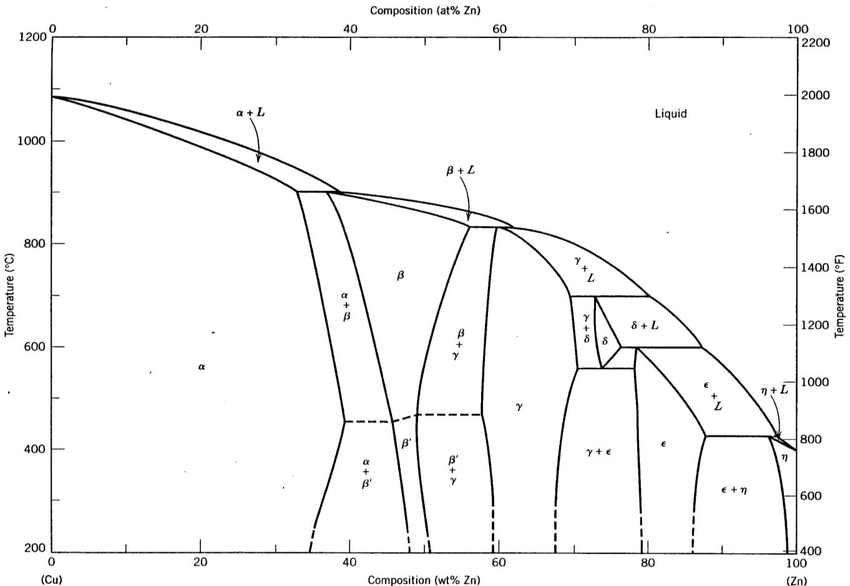 Composition (at% Zn)
0 20 40 60 80 100
1200 2200
2000
α + L
Liquid
1000 1800
β + L
1600
800
γ
+
L
β 1400
α
+
β
γ
+
δ
δ
δ + L
β
+
γ
1200
Temperature (°C) Temperature (°F)
600
α
1000
ϵ
+
L
η + L
γ
400 800
β′
γ + ϵ ϵ η
α
+
β′
β′
+
γ
ϵ + η
600
200 400
0 20 40 60 80 100
(Cu) Composition (wt% Zn) (Zn)